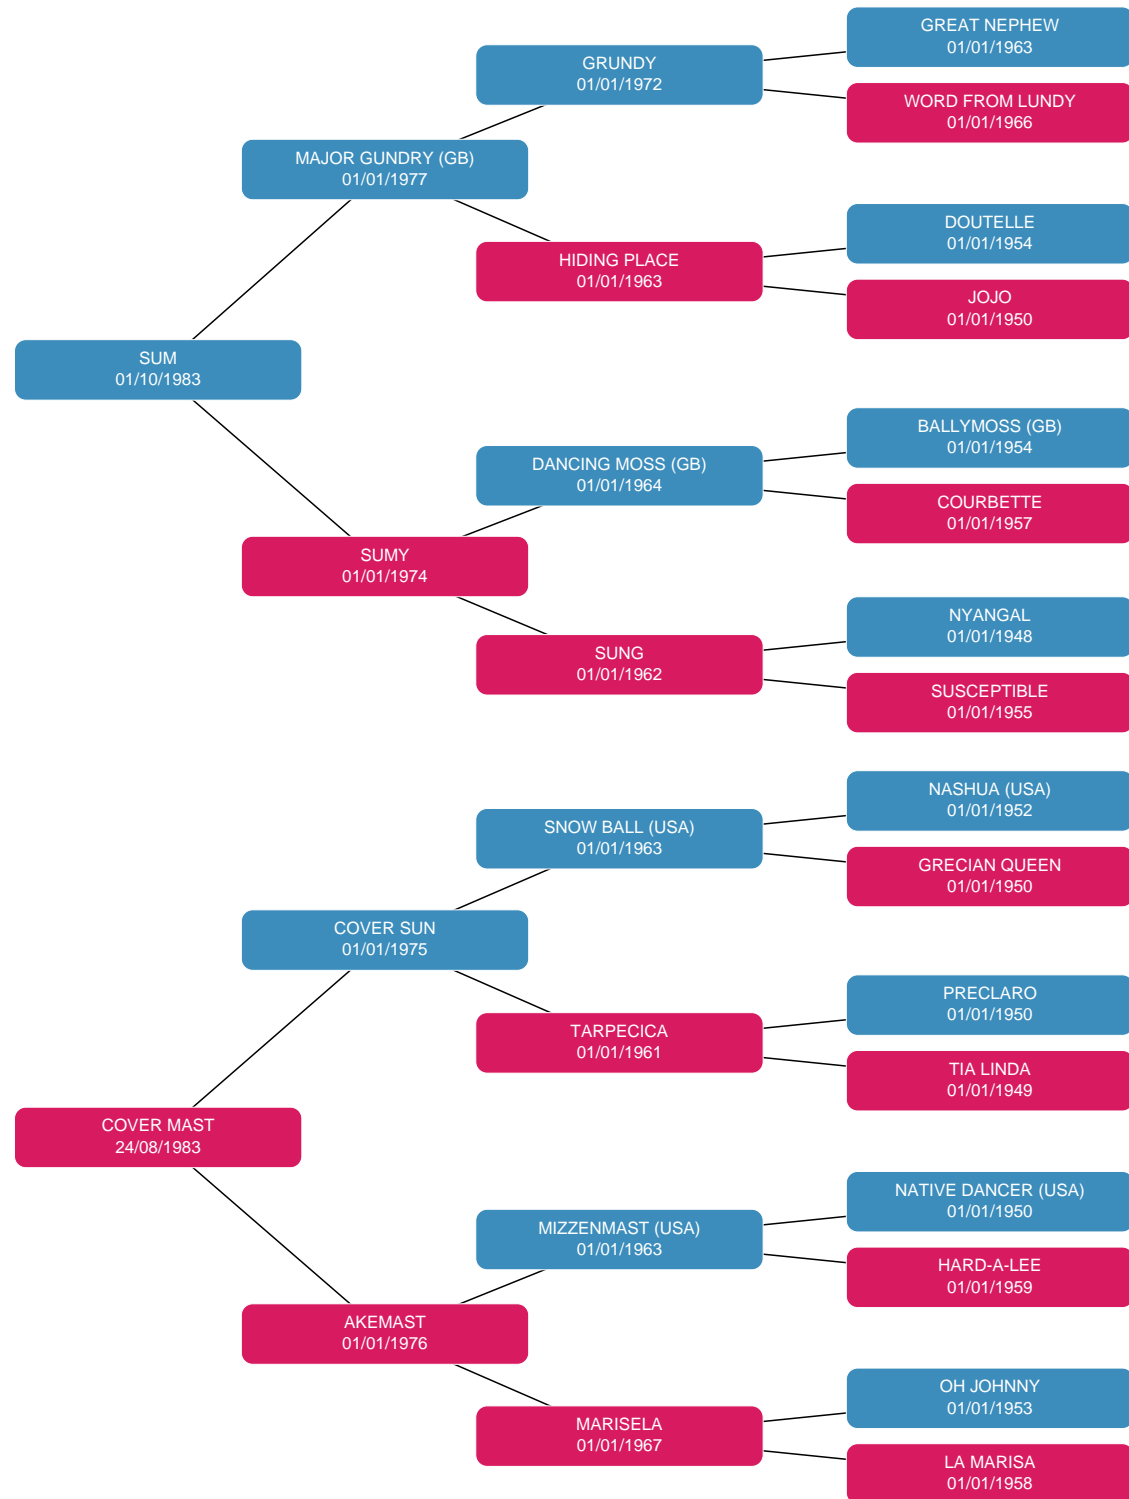 GREAT NEPHEW
01/01/1963
GRUNDY
01/01/1972
WORD FROM LUNDY
01/01/1966
MAJOR GUNDRY (GB)
01/01/1977
DOUTELLE
01/01/1954
HIDING PLACE
01/01/1963
JOJO
01/01/1950
SUM
01/10/1983
BALLYMOSS (GB)
01/01/1954
DANCING MOSS (GB)
01/01/1964
COURBETTE
01/01/1957
SUMY
01/01/1974
NYANGAL
01/01/1948
SUNG
01/01/1962
SUSCEPTIBLE
01/01/1955
NASHUA (USA)
01/01/1952
SNOW BALL (USA)
01/01/1963
GRECIAN QUEEN
01/01/1950
COVER SUN
01/01/1975
PRECLARO
01/01/1950
TARPECICA
01/01/1961
TIA LINDA
01/01/1949
COVER MAST
24/08/1983
NATIVE DANCER (USA)
01/01/1950
MIZZENMAST (USA)
01/01/1963
HARD-A-LEE
01/01/1959
AKEMAST
01/01/1976
OH JOHNNY
01/01/1953
MARISELA
01/01/1967
LA MARISA
01/01/1958